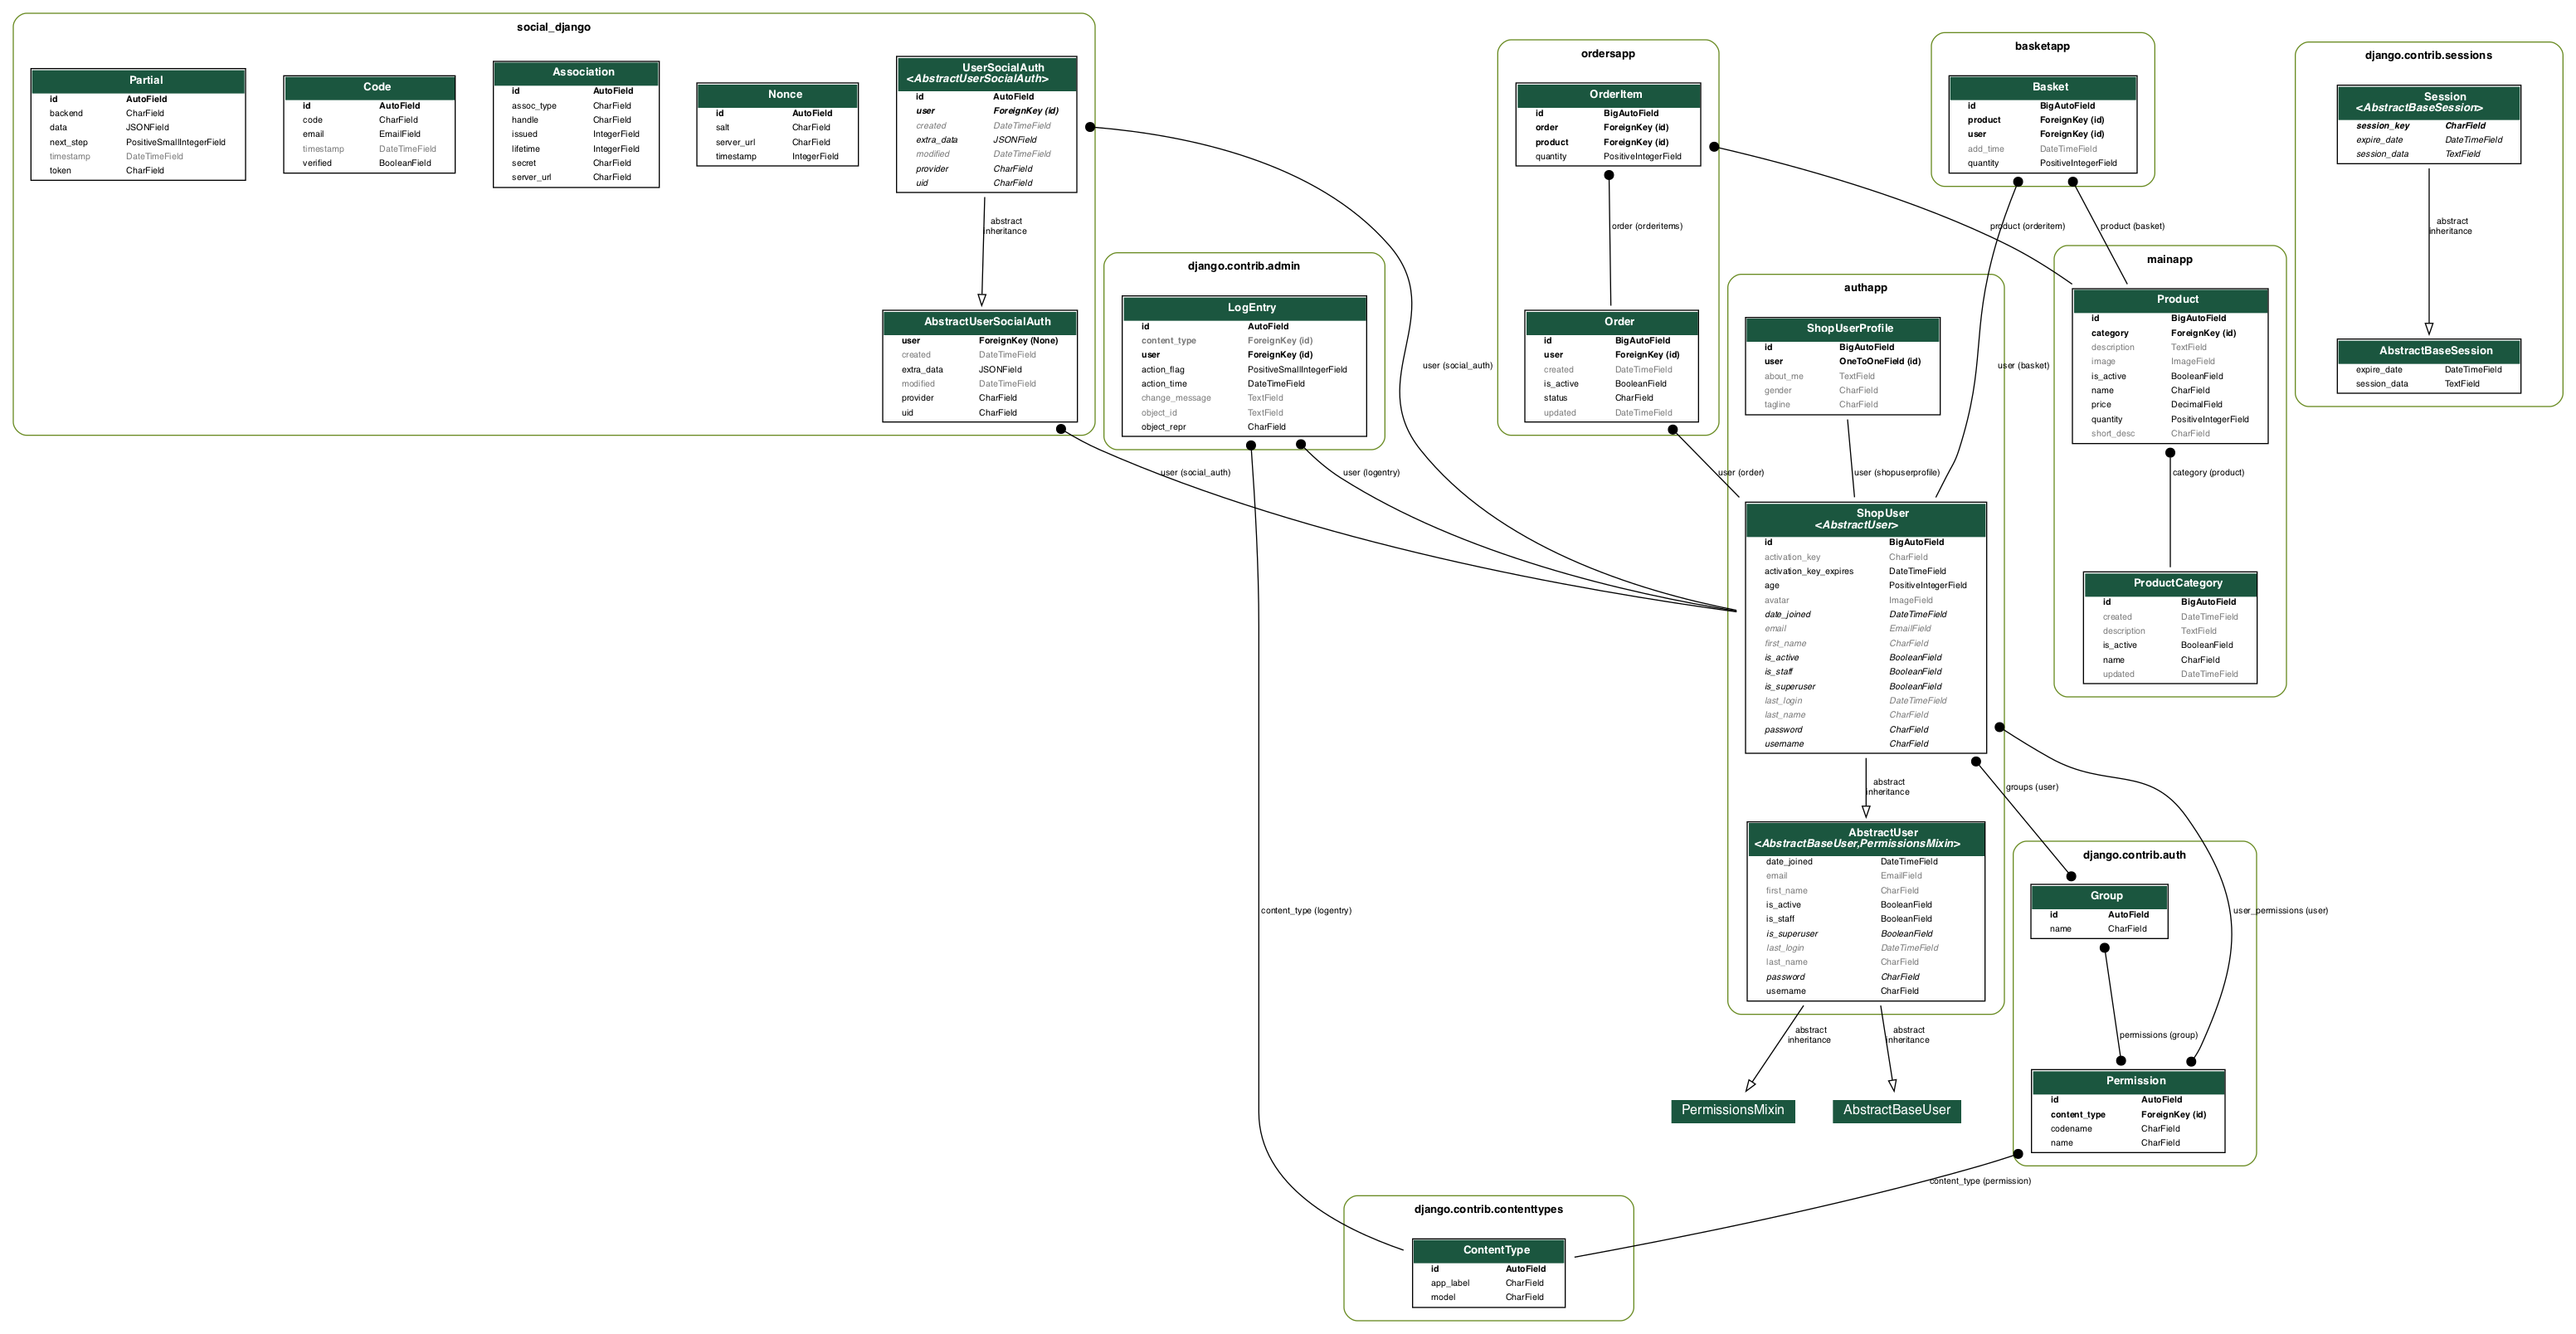 social_django
Partial
id AutoField
backend CharField
data JSONField
next_step PositiveSmallIntegerField
timestamp DateTimeField
token CharField
Code
id AutoField
code CharField
email EmailField
timestamp DateTimeField
verified BooleanField
Association
id AutoField
assoc_type CharField
handle CharField
issued IntegerField
lifetime IntegerField
secret CharField
server_url CharField
Nonce
id AutoField
salt CharField
server_url CharField
timestamp IntegerField
UserSocialAuth
<AbstractUserSocialAuth>
id AutoField
user ForeignKey (id)
created DateTimeField
extra_data JSONField
modified DateTimeField
provider CharField
uid CharField
abstract
inheritance
AbstractUserSocialAuth
user ForeignKey (None)
created DateTimeField
extra_data JSONField
modified DateTimeField
provider CharField
uid CharField
django.contrib.admin
LogEntry
id AutoField
content_type ForeignKey (id)
user ForeignKey (id)
action_flag PositiveSmallIntegerField
action_time DateTimeField
change_message TextField
object_id TextField
object_repr CharField
ordersapp
OrderItem
id BigAutoField
order ForeignKey (id)
product ForeignKey (id)
quantity PositiveIntegerField
order (orderitems)
Order
id BigAutoField
user ForeignKey (id)
created DateTimeField
is_active BooleanField
status CharField
updated DateTimeField
basketapp
Basket
id BigAutoField
product ForeignKey (id)
user ForeignKey (id)
add_time DateTimeField
quantity PositiveIntegerField
product (orderitem)
product (basket)
django.contrib.sessions
Session
<AbstractBaseSession>
session_key CharField
expire_date DateTimeField
session_data TextField
abstract
inheritance
AbstractBaseSession
expire_date DateTimeField
session_data TextField
mainapp
Product
id BigAutoField
category ForeignKey (id)
description TextField
image ImageField
is_active BooleanField
name CharField
price DecimalField
quantity PositiveIntegerField
short_desc CharField
category (product)
ProductCategory
id BigAutoField
created DateTimeField
description TextField
is_active BooleanField
name CharField
updated DateTimeField
authapp
ShopUserProfile
id BigAutoField
user OneToOneField (id)
about_me TextField
gender CharField
tagline CharField
user (social_auth)
user (basket)
user (social_auth)
user (logentry)
user (order)
user (shopuserprofile)
ShopUser
<AbstractUser>
id BigAutoField
activation_key CharField
activation_key_expires DateTimeField
age PositiveIntegerField
avatar ImageField
date_joined DateTimeField
email EmailField
first_name CharField
is_active BooleanField
is_staff BooleanField
is_superuser BooleanField
last_login DateTimeField
last_name CharField
password CharField
username CharField
abstract
inheritance
groups (user)
AbstractUser
<AbstractBaseUser,PermissionsMixin>
date_joined DateTimeField
email EmailField
first_name CharField
is_active BooleanField
is_staff BooleanField
is_superuser BooleanField
last_login DateTimeField
last_name CharField
password CharField
username CharField
abstract
inheritance
abstract
inheritance
PermissionsMixin
AbstractBaseUser
django.contrib.auth
Group
id AutoField
name CharField
user_permissions (user)
permissions (group)
Permission
id AutoField
content_type ForeignKey (id)
codename CharField
name CharField
content_type (logentry)
content_type (permission)
django.contrib.contenttypes
ContentType
id AutoField
app_label CharField
model CharField